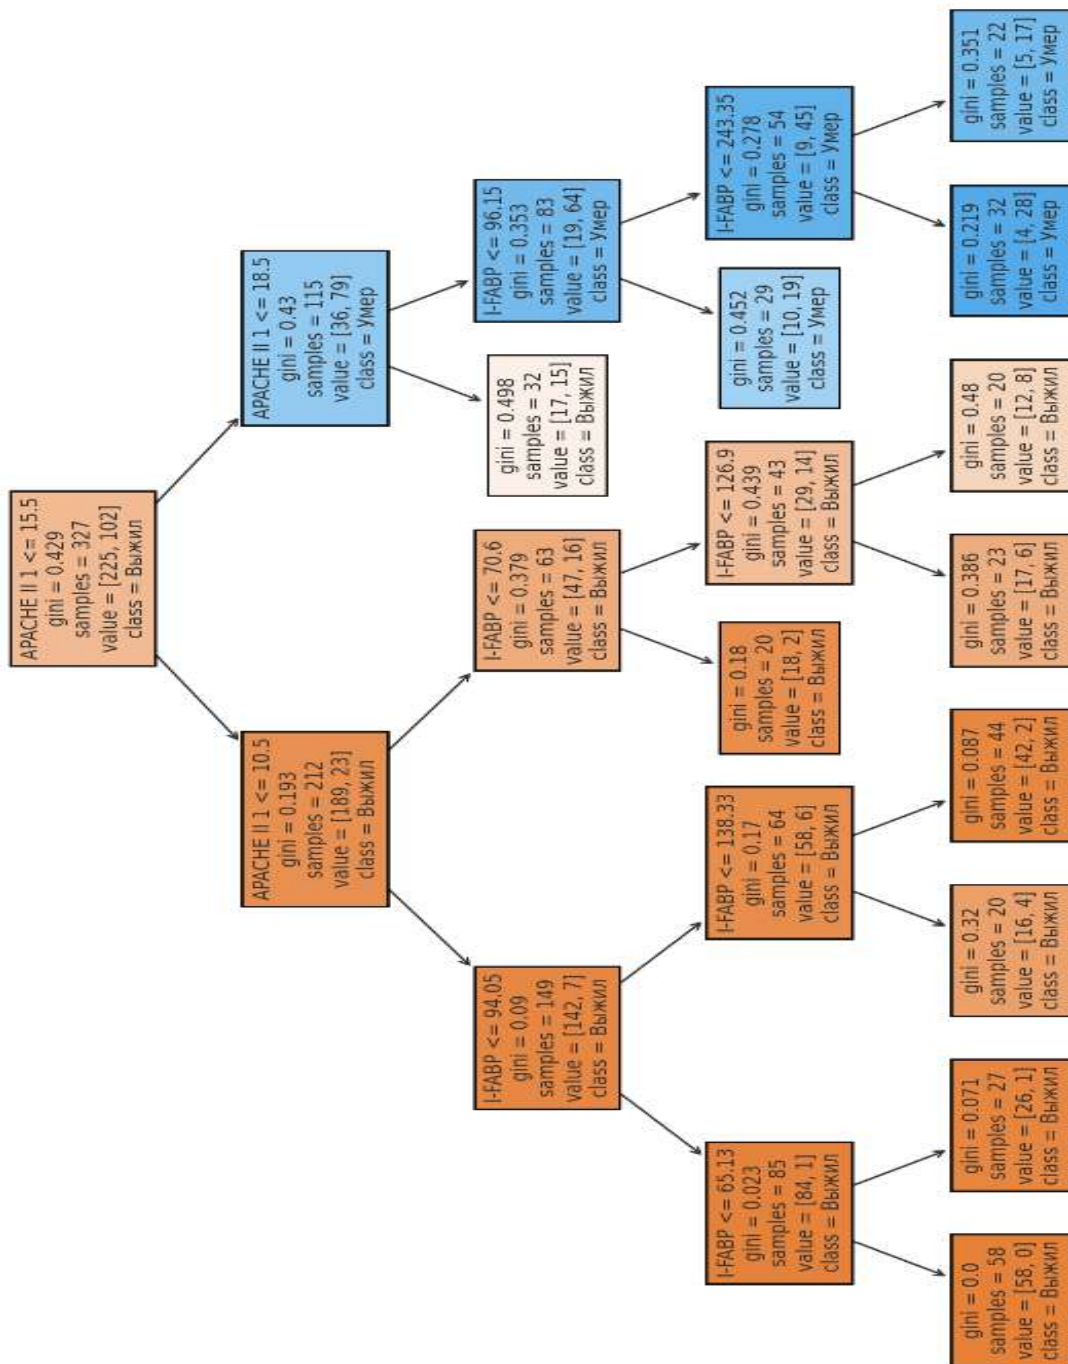 APACHE II 1 <= 15.5
gini = 0.429
samples = 327
value = [225, 102]
class = Выжил
APACHE II 1 <= 10.5
gini = 0.193
samples = 212
value = [189, 23]
class = Выжил
APACHE II 1 <= 18.5
gini = 0.43
samples = 115
value = [36, 79]
class = Умер
I-FABP <= 94.05
gini = 0.09
samples = 149
value = [142, 7]
class = Выжил
I-FABP <= 70.6
gini = 0.379
samples = 63
value = [47, 16]
class = Выжил
gini = 0.498
samples = 32
value = [17, 15]
class = Выжил
I-FABP <= 96.15
gini = 0.353
samples = 83
value = [19, 64]
class = Умер
I-FABP <= 65.13
gini = 0.023
samples = 85
value = [84, 1]
class = Выжил
I-FABP <= 138.33
gini = 0.17
samples = 64
value = [58, 6]
class = Выжил
gini = 0.18
samples = 20
value = [18, 2]
class = Выжил
I-FABP <= 126.9
gini = 0.439
samples = 43
value = [29, 14]
class = Выжил
gini = 0.452
samples = 29
value = [10, 19]
class = Умер
I-FABP <= 243.35
gini = 0.278
samples = 54
value = [9, 45]
class = Умер
gini = 0.0
samples = 58
value = [58, 0]
class = Выжил
gini = 0.071
samples = 27
value = [26, 1]
class = Выжил
gini = 0.32
samples = 20
value = [16, 4]
class = Выжил
gini = 0.087
samples = 44
value = [42, 2]
class = Выжил
gini = 0.386
samples = 23
value = [17, 6]
class = Выжил
gini = 0.48
samples = 20
value = [12, 8]
class = Выжил
gini = 0.219
samples = 32
value = [4, 28]
class = Умер
gini = 0.351
samples = 22
value = [5, 17]
class = Умер